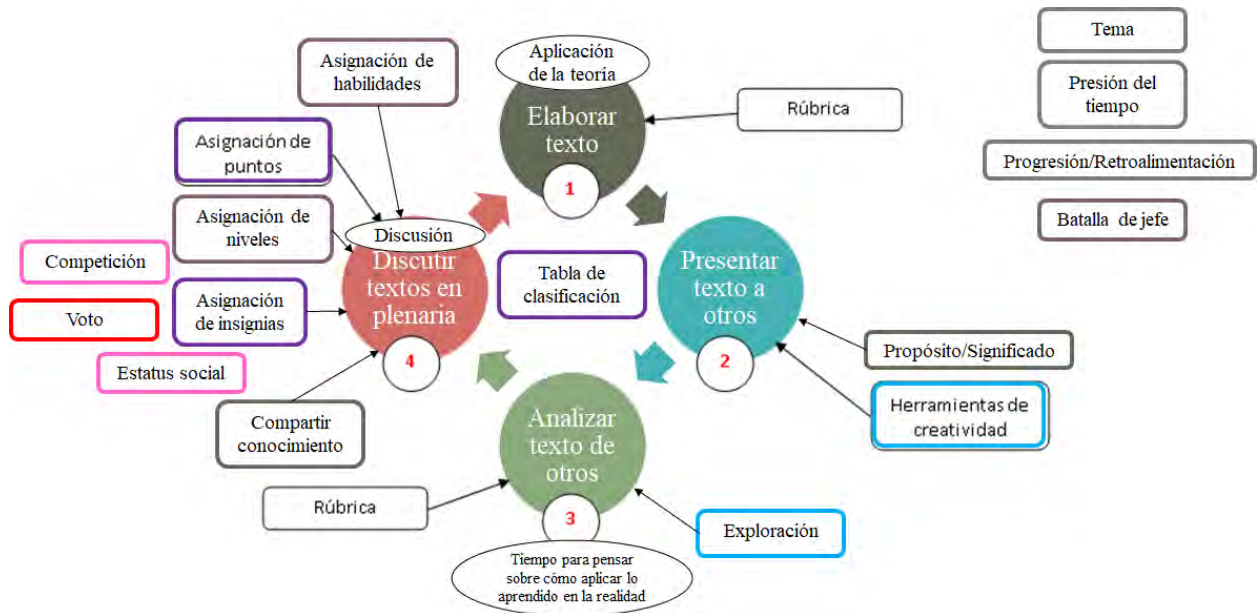 Aplicación
de la teoría
Elaborar
texto
1
Rúbrica
Asignación de
habilidades
Asignación de
puntos
Asignación de
niveles
Competición
Voto
Asignación
de insignias
Estatus social
Compartir
conocimiento
Discusión
Discutir
textos en
plenaria
4
Tabla de
clasificación
Presentar
texto a
otros
2
Propósito/Significado
Herramientas de
creatividad
Analizar
texto de
otros
3
Rúbrica
Exploración
Tiempo para pensar
sobre cómo aplicar lo
aprendido en la realidad
Tema
Presión del
tiempo
Progresión/Retroalimentación
Batalla de jefe